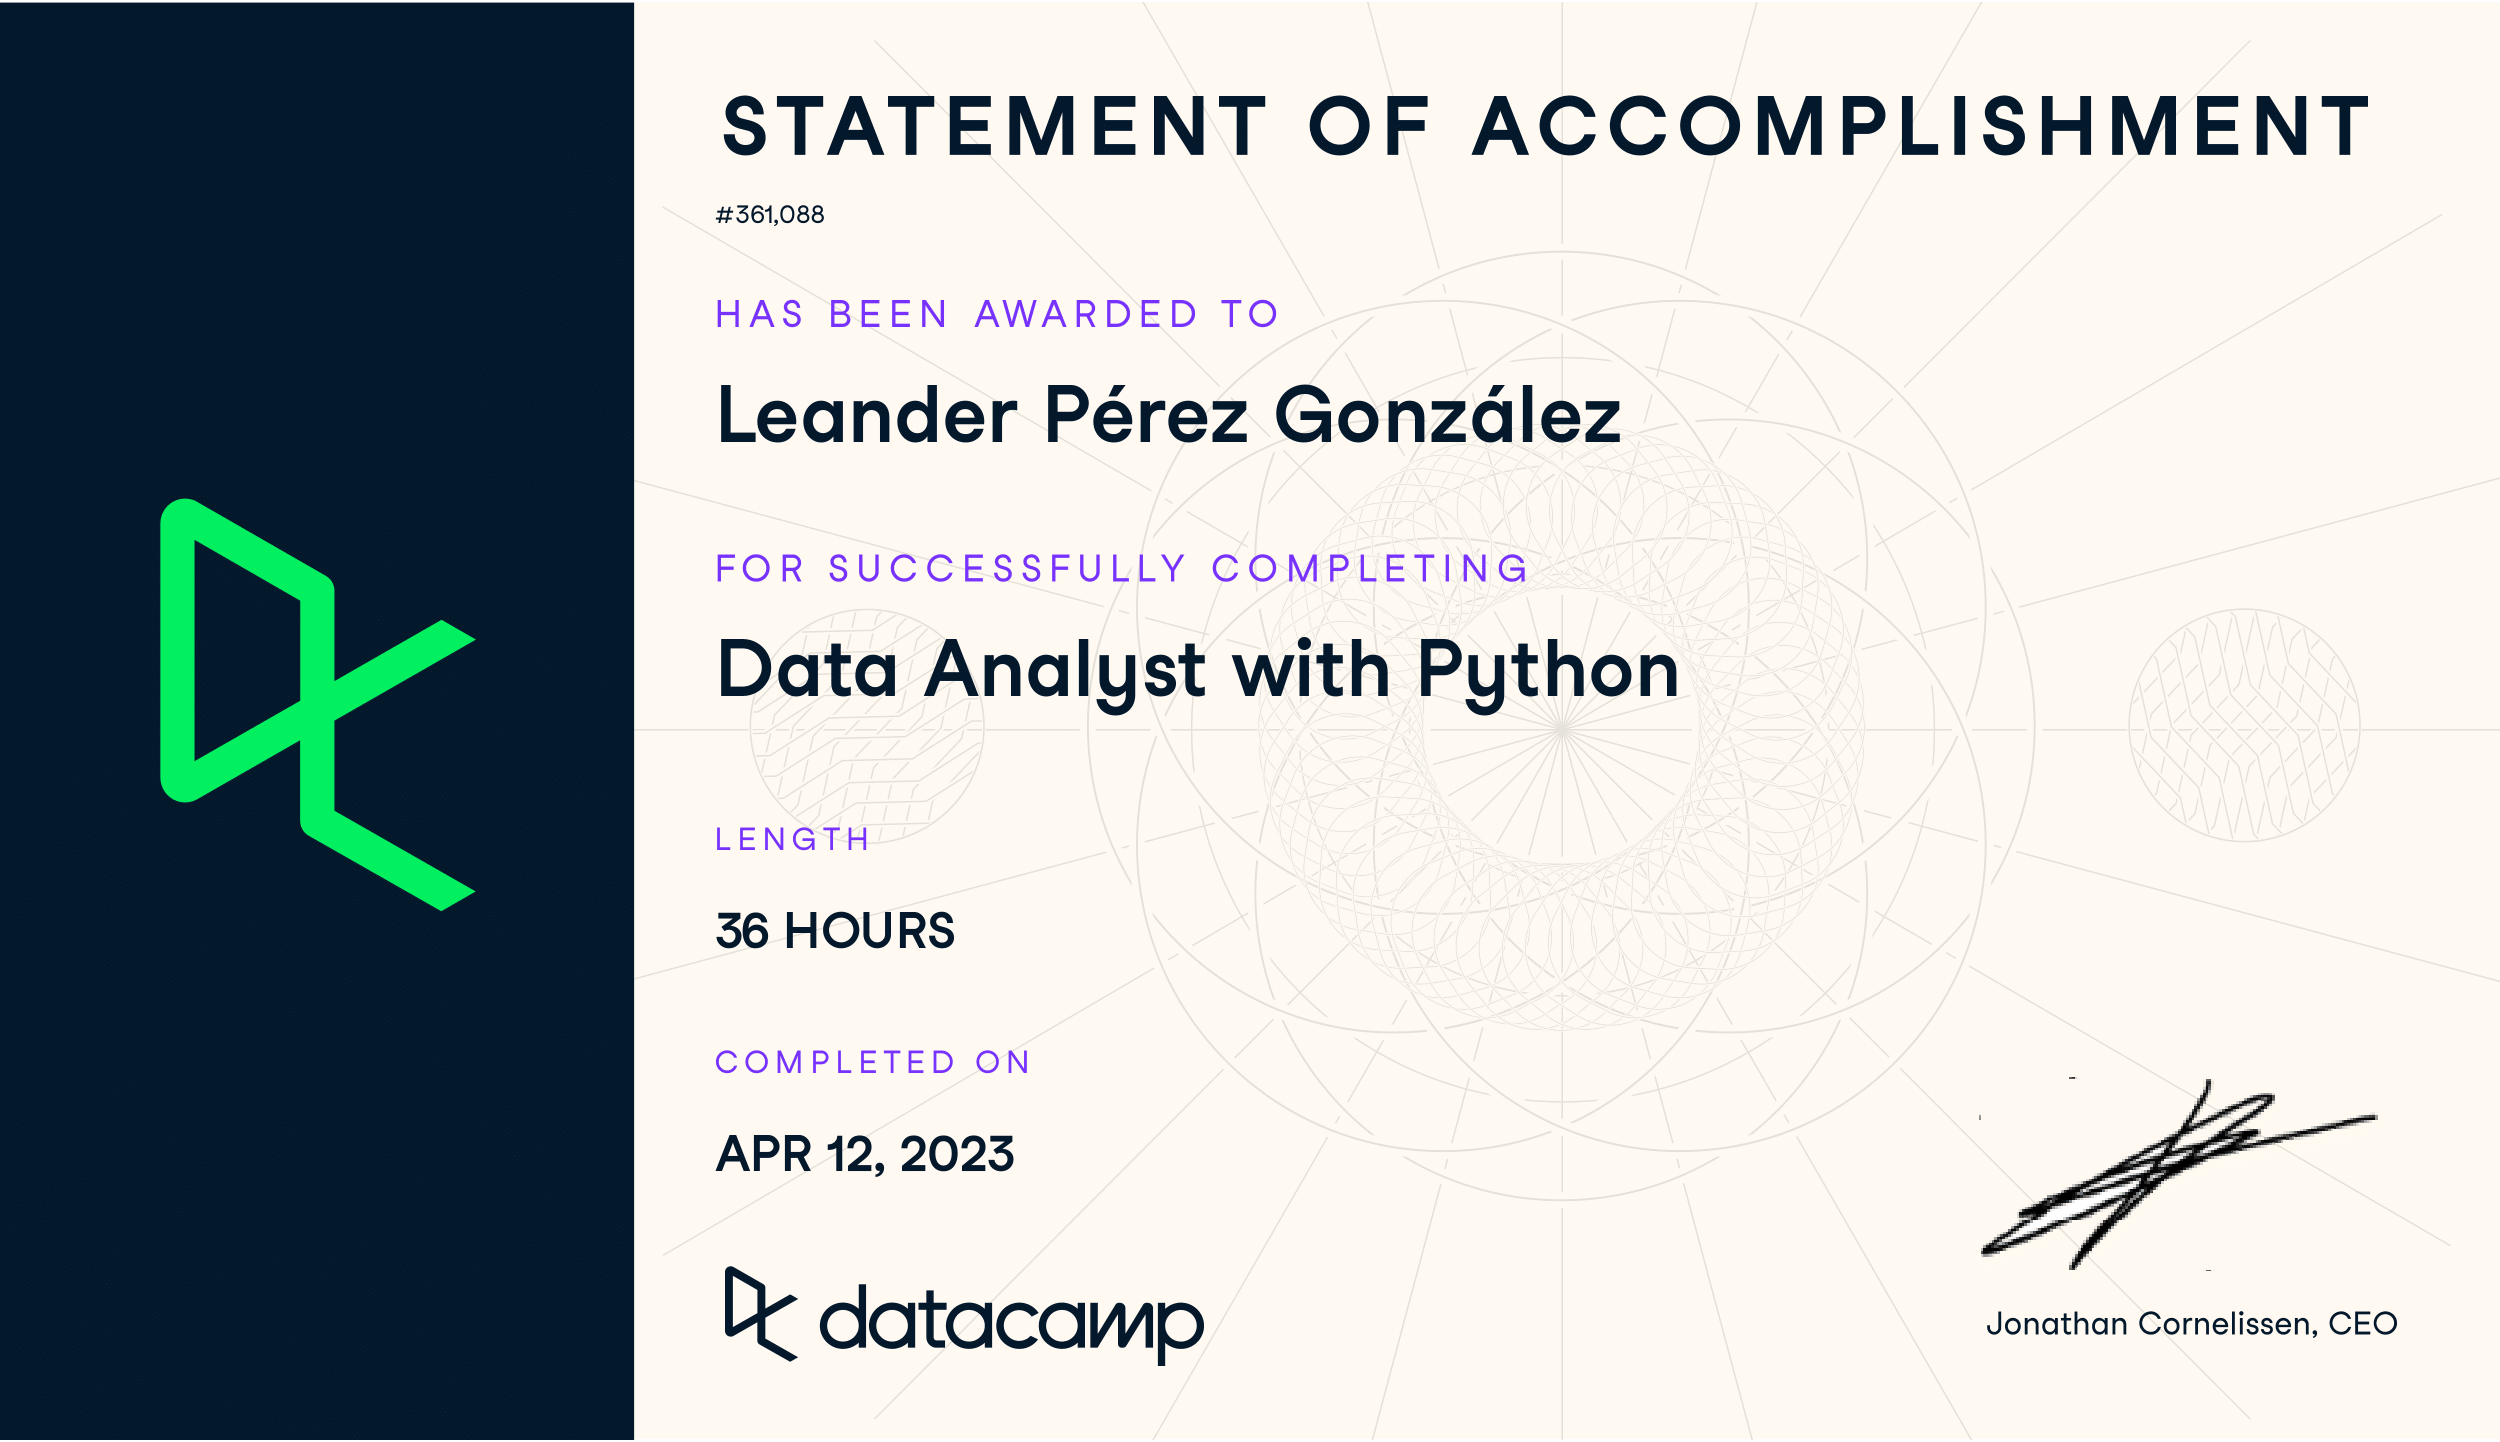 STATEMENT OF ACCOMPLISHMENT
#361,088
HAS BEEN AWARDED TO
Leander Pérez González
FOR SUCCESSFULLY COMPLETING
Data Analyst with Python
LENGTH
36 HOURS
COMPLETED ON
APR 12, 2023
datacamp
Jonathan Cornelissen, CEO